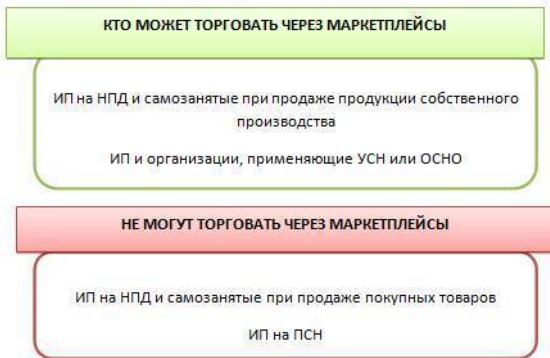 КТО МОЖЕТ ТОРГОВАТЬ ЧЕРЕЗ МАРКЕТПЛЕЙСЫ
ИП на НПД и самозанятые при продаже продукции собственного
производства
ИП и организации, применяющие УСН или ОСНО
НЕ МОГУТ ТОРГОВАТЬ ЧЕРЕЗ МАРКЕТПЛЕЙСЫ
ИП на НПД и самозанятые при продаже покупных товаров
ИП на ПСН